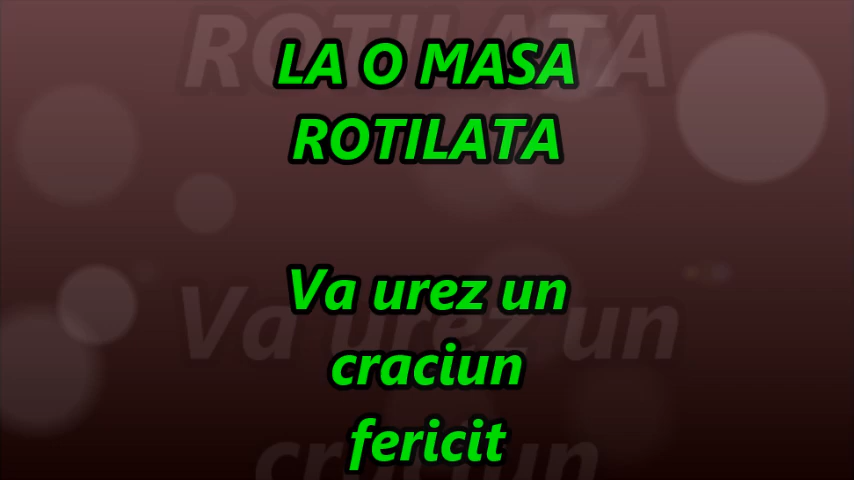 LA O MASA
ROTILATA
Va urez un
craciun
fericit